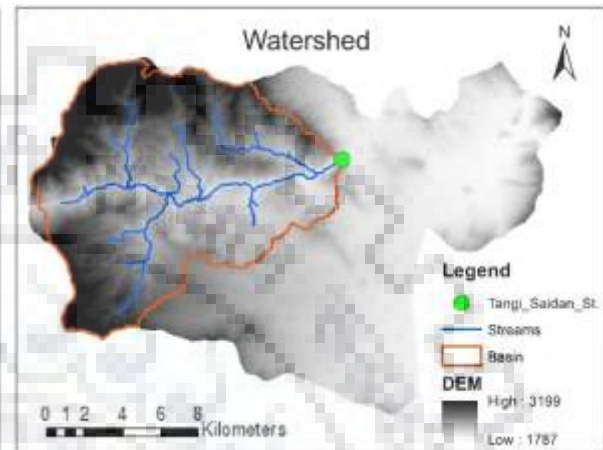 Watershed
N
Legend
Tangi_Saidan_St.
Streams
Basin
DEM
High : 3199
Low : 1787
0 1 2 4 6 8
Kilometers